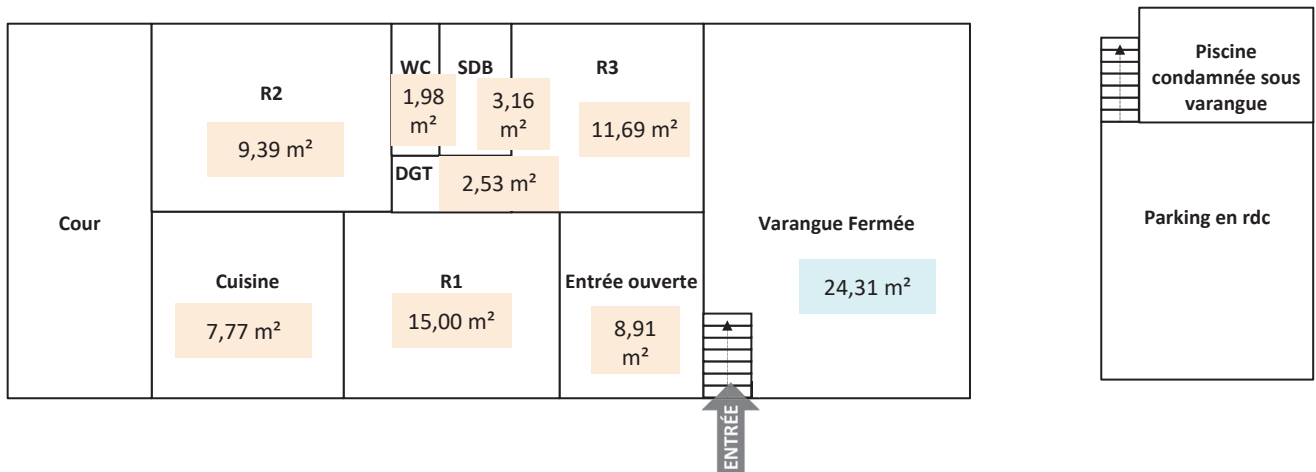 WC
SDB
R3
R2
1,98
m²
3,16
m²
11,69 m²
9,39 m²
DGT
2,53 m²
Cour
Varangue Fermée
Cuisine
R1
Entrée ouverte
24,31 m²
7,77 m²
15,00 m²
8,91
m²
ENTRÉE
Piscine
condamnée sous
varangue
Parking en rdc